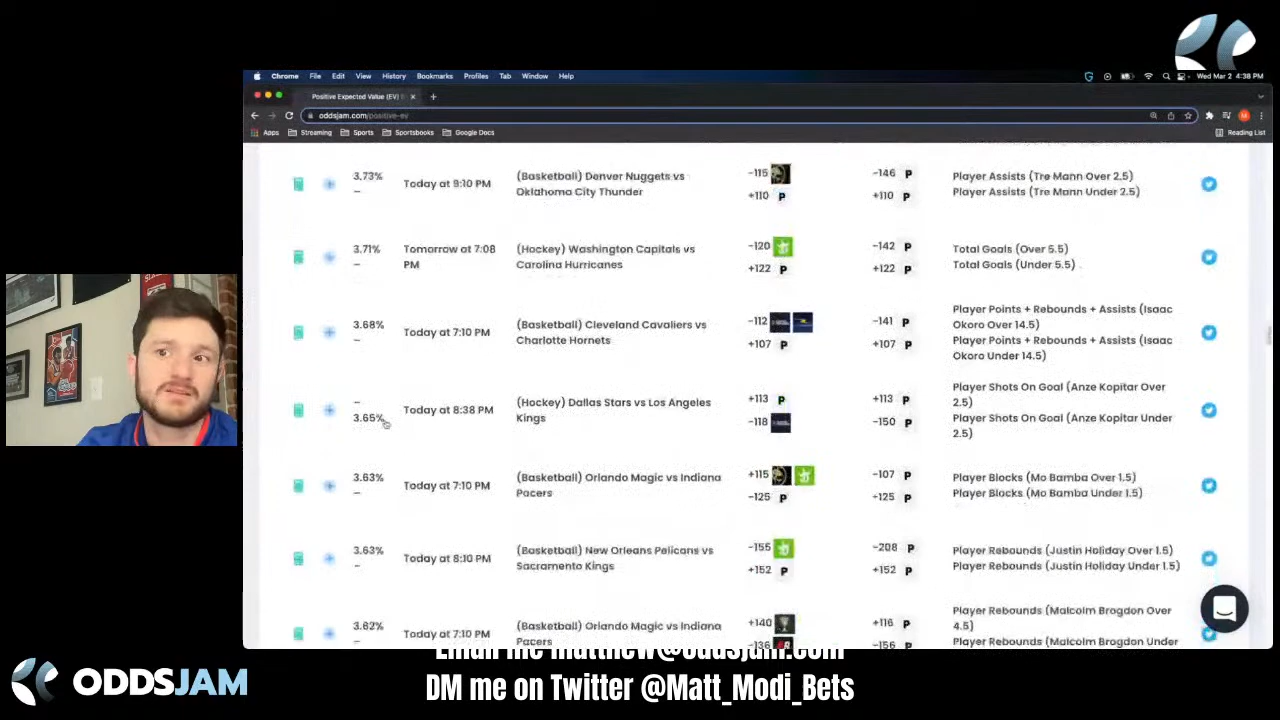 Chrome File Edit View History Bookmarks Profiles Tab Window Help
Wed Mar 2 4:38 PM
Positive Expected Value (EV)
oddsjam.com/positive-ev
Apps Streaming Sports Sportsbooks Google Docs
Reading List
3.73%
–
Today at 9:10 PM
(Basketball) Denver Nuggets vs
Oklahoma City Thunder
-115
+110 P
-146 P
+110 P
Player Assists (Tre Mann Over 2.5)
Player Assists (Tre Mann Under 2.5)
3.71%
–
Tomorrow at 7:08
PM
(Hockey) Washington Capitals vs
Carolina Hurricanes
-120
+122 P
-142 P
+122 P
Total Goals (Over 5.5)
Total Goals (Under 5.5)
3.68%
–
Today at 7:10 PM
(Basketball) Cleveland Cavaliers vs
Charlotte Hornets
-112
+107 P
-141 P
+107 P
Player Points + Rebounds + Assists (Isaac
Okoro Over 14.5)
Player Points + Rebounds + Assists (Isaac
Okoro Under 14.5)
–
3.65%
Today at 8:38 PM
(Hockey) Dallas Stars vs Los Angeles
Kings
+113 P
-118
+113 P
-150 P
Player Shots On Goal (Anze Kopitar Over
2.5)
Player Shots On Goal (Anze Kopitar Under
2.5)
3.63%
–
Today at 7:10 PM
(Basketball) Orlando Magic vs Indiana
Pacers
+115
-125 P
-107 P
+125 P
Player Blocks (Mo Bamba Over 1.5)
Player Blocks (Mo Bamba Under 1.5)
3.63%
–
Today at 8:10 PM
(Basketball) New Orleans Pelicans vs
Sacramento Kings
-155
+152 P
-208 P
+152 P
Player Rebounds (Justin Holiday Over 1.5)
Player Rebounds (Justin Holiday Under 1.5)
3.62%
–
Today at 7:10 PM
(Basketball) Orlando Magic vs Indiana
Pacers
+140
-136
+116 P
-156 P
Player Rebounds (Malcolm Brogdon Over
4.5)
Player Rebounds (Malcolm Brogdon Under
Email me matthew@oddsjam.com
DM me on Twitter @Matt_Modi_Bets
ODDSJAM